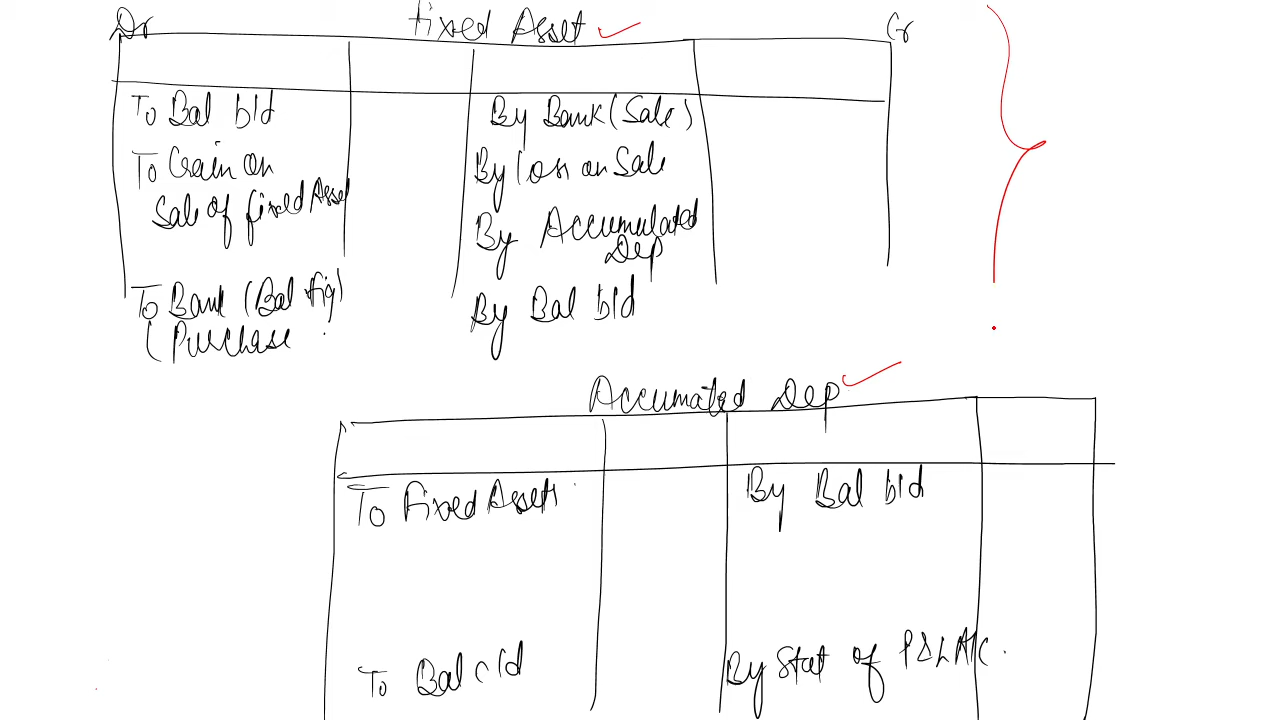 Dr Fixed Asset Cr
To Bal b/d By Bank (Sale)
To Gain on By loss on Sale
Sale of fixed Asset
By Accumulated
Dep
To Bank (Bal fig) By Bal b/d
(Purchase
Accumated Dep
To Fixed Assets By Bal b/d
To Bal c/d By Stat of P&L A/c.